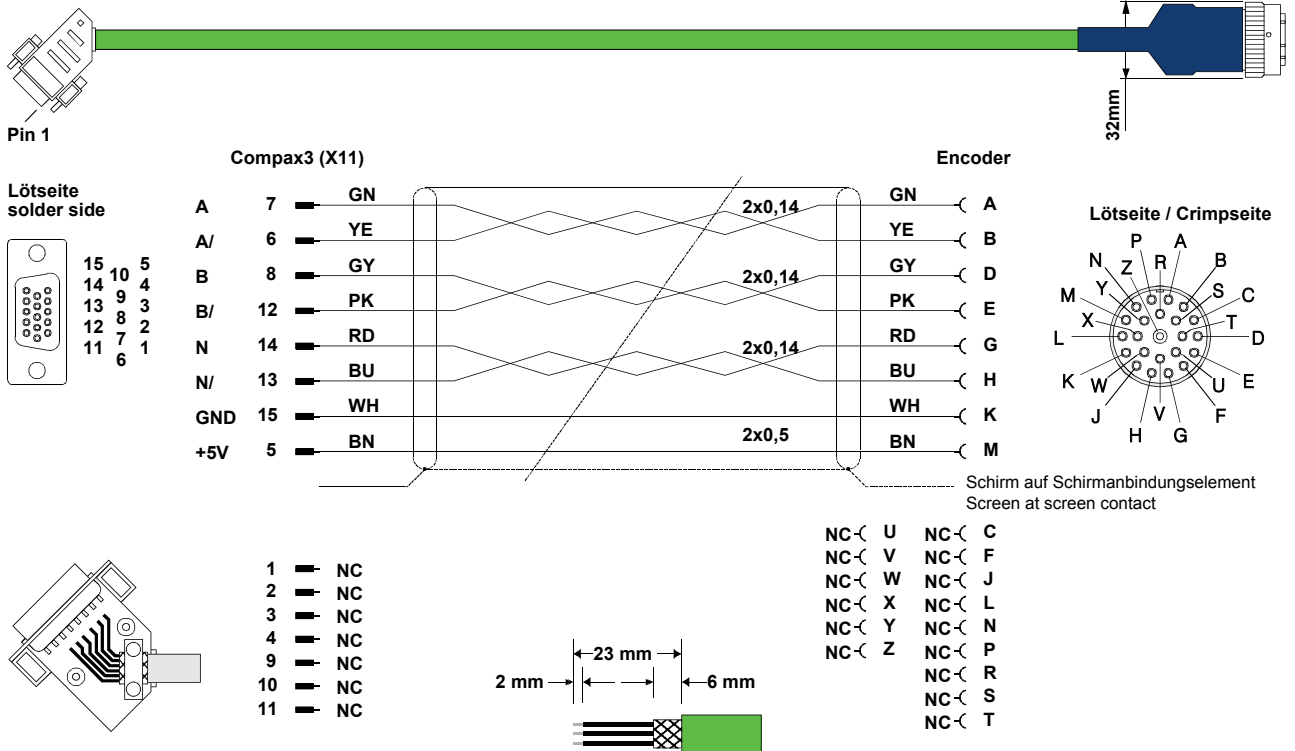 32mm
Pin 1
Compax3 (X11)
Encoder
Lötseite
solder side
15 10 5
14 9 4
13 8 3
12 7 2
11 6 1
A 7 GN 2x0,14 GN A
A/ 6 YE YE B
B 8 GY 2x0,14 GY D
B/ 12 PK PK E
N 14 RD 2x0,14 RD G
N/ 13 BU BU H
GND 15 WH WH K
+5V 5 BN 2x0,5 BN M
Lötseite / Crimpseite
P R A
N Z B
M Y S C
X T
L D
K W U E
J V F
H G
Schirm auf Schirmanbindungselement
Screen at screen contact
1 NC
2 NC
3 NC
4 NC
9 NC
10 NC
11 NC
NC U NC C
NC V NC F
NC W NC J
NC X NC L
NC Y NC N
NC Z NC P
NC R
NC S
NC T
23 mm
2 mm 6 mm